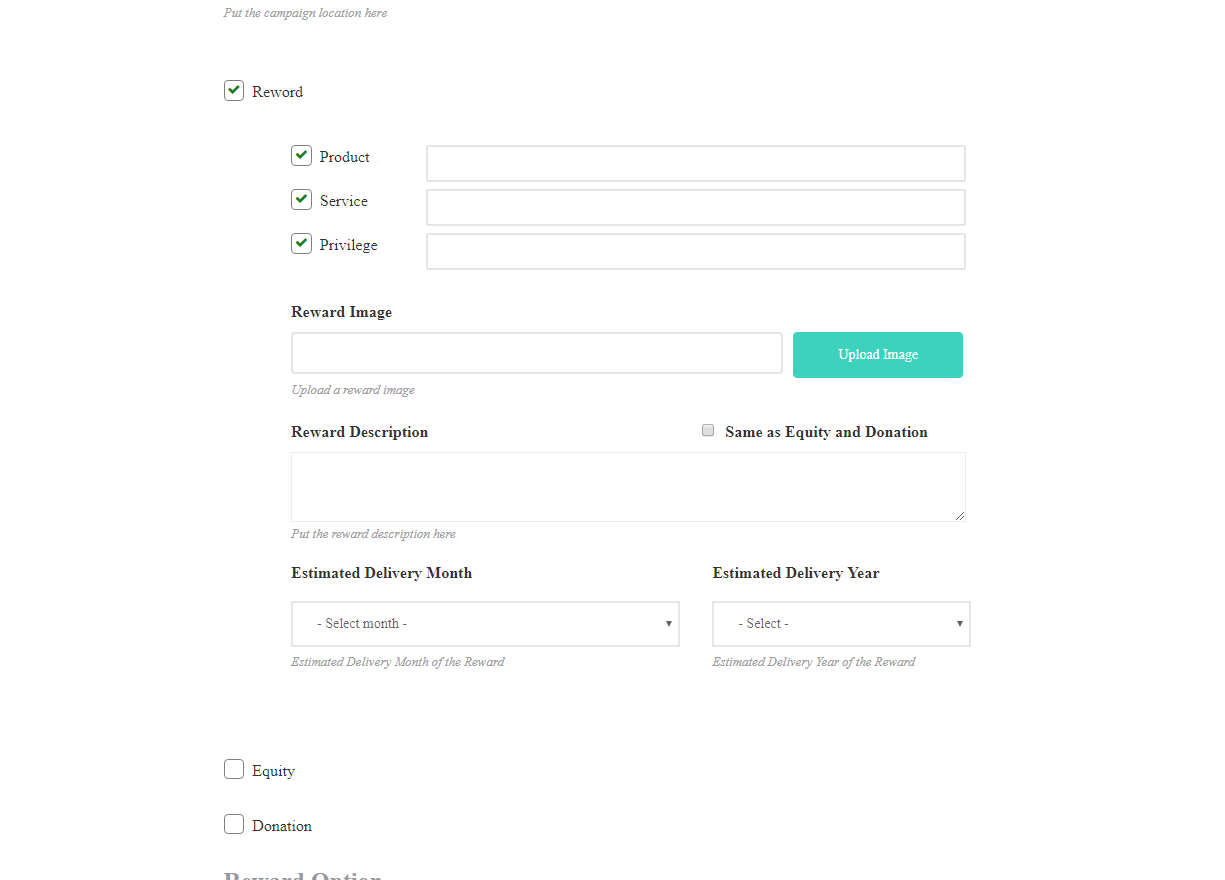 Put the campaign location here
Reword
Product
Service
Privilege
Reward Image
Upload Image
Upload a reward image
Reward Description
Same as Equity and Donation
Put the reward description here
Estimated Delivery Month
Estimated Delivery Year
- Select month -
- Select -
Estimated Delivery Month of the Reward
Estimated Delivery Year of the Reward
Equity
Donation
Reward Option